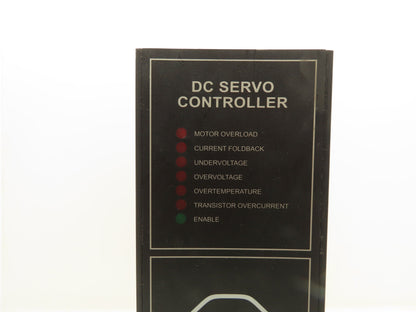 DC SERVO
CONTROLLER
MOTOR OVERLOAD
CURRENT FOLDBACK
UNDERVOLTAGE
OVERVOLTAGE
OVERTEMPERATURE
TRANSISTOR OVERCURRENT
ENABLE